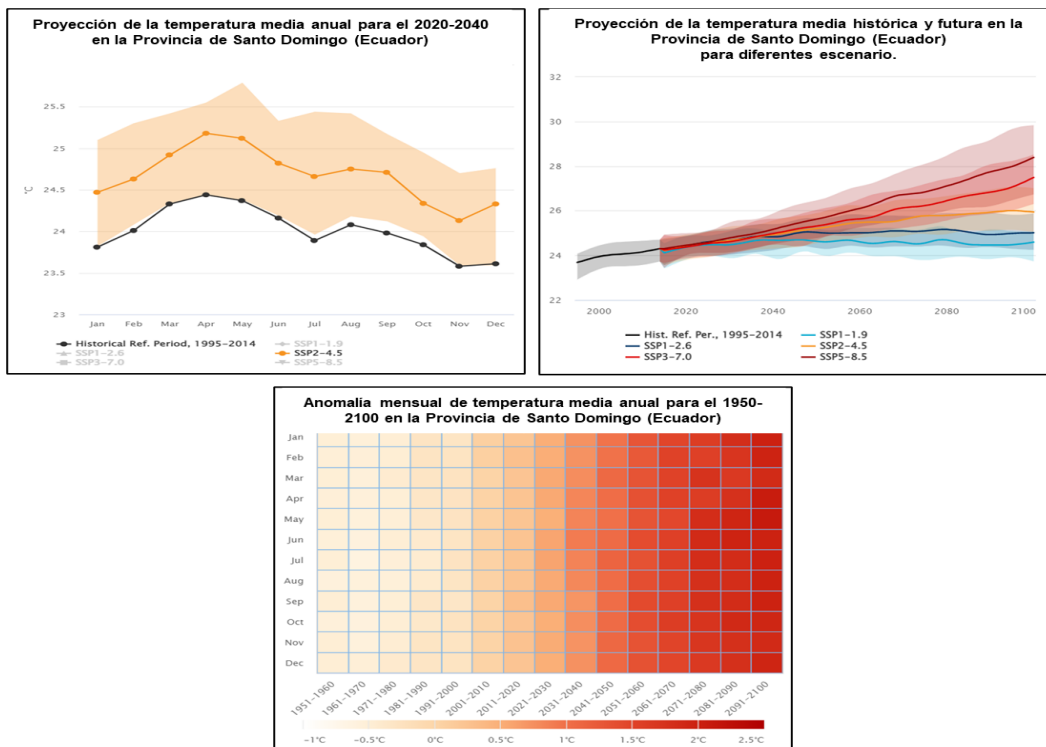 Proyección de la temperatura media anual para el 2020-2040
en la Provincia de Santo Domingo (Ecuador)
°C
25.5
25
24.5
24
23.5
23
Jan Feb Mar Apr May Jun Jul Aug Sep Oct Nov Dec
Historical Ref. Period, 1995-2014 SSP1-1.9
SSP1-2.6 SSP2-4.5
SSP3-7.0 SSP5-8.5
Proyección de la temperatura media histórica y futura en la
Provincia de Santo Domingo (Ecuador)
para diferentes escenario.
32
30
28
26
24
22
2000 2020 2040 2060 2080 2100
Hist. Ref. Per., 1995-2014 SSP1-1.9
SSP1-2.6 SSP2-4.5
SSP3-7.0 SSP5-8.5
Anomalía mensual de temperatura media anual para el 1950-
2100 en la Provincia de Santo Domingo (Ecuador)
Jan
Feb
Mar
Apr
May
Jun
Jul
Aug
Sep
Oct
Nov
Dec
1951-1960 1961-1970 1971-1980 1981-1990 1991-2000 2001-2010 2011-2020 2021-2030 2031-2040 2041-2050 2051-2060 2061-2070 2071-2080 2081-2090 2091-2100
-1°C -0.5°C 0°C 0.5°C 1°C 1.5°C 2°C 2.5°C